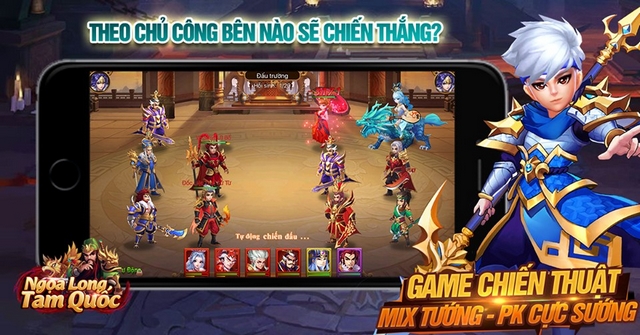 THEO CHỦ CÔNG BÊN NÀO SẼ CHIẾN THẮNG?
Đấu trường
Tự động chiến đấu ...
Ngọa Long
Tam Quốc
GAME CHIẾN THUẬT
MIX TƯỚNG - PK CỰC SƯỚNG